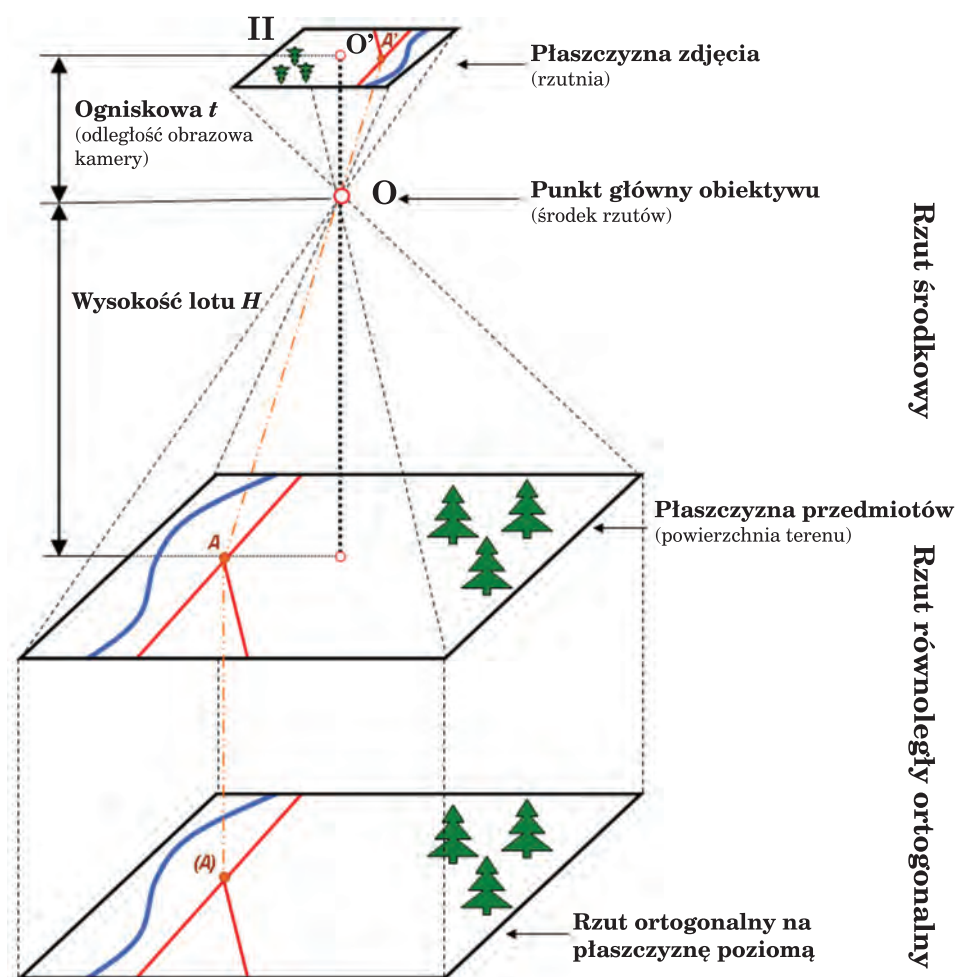 II
O’
A’
Płaszczyzna zdjęcia
(rzutnia)
Ogniskowa t
(odległość obrazowa
kamery)
O
Punkt główny obiektywu
(środek rzutów)
Rzut środkowy
Wysokość lotu H
Płaszczyzna przedmiotów
(powierzchnia terenu)
A
Rzut równoległy ortogonalny
(A)
Rzut ortogonalny na
płaszczyznę poziomą